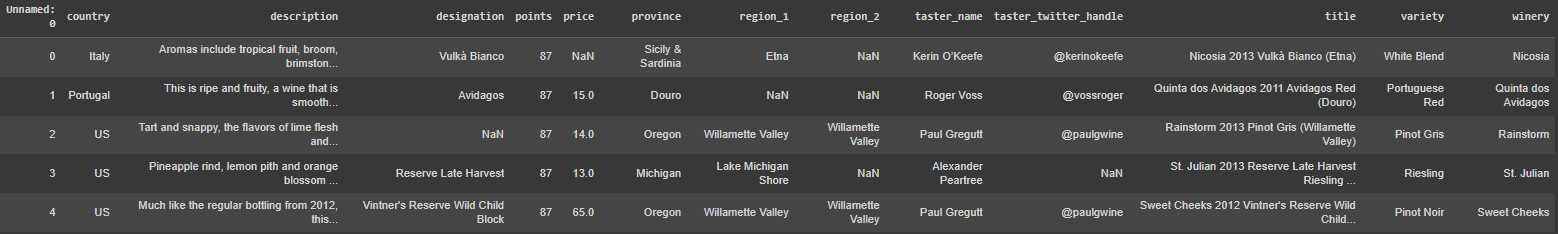 Unnamed: 0 country description designation points price province region_1 region_2 taster_name taster_twitter_handle title variety winery
0 Italy Aromas include tropical fruit, broom, brimston... Vulkà Bianco 87 NaN Sicily & Sardinia Etna NaN Kerin O’Keefe @kerinokeefe Nicosia 2013 Vulkà Bianco (Etna) White Blend Nicosia
1 Portugal This is ripe and fruity, a wine that is smooth... Avidagos 87 15.0 Douro NaN NaN Roger Voss @vossroger Quinta dos Avidagos 2011 Avidagos Red (Douro) Portuguese Red Quinta dos Avidagos
2 US Tart and snappy, the flavors of lime flesh and... NaN 87 14.0 Oregon Willamette Valley Willamette Valley Paul Gregutt @paulgwine Rainstorm 2013 Pinot Gris (Willamette Valley) Pinot Gris Rainstorm
3 US Pineapple rind, lemon pith and orange blossom ... Reserve Late Harvest 87 13.0 Michigan Lake Michigan Shore NaN Alexander Peartree NaN St. Julian 2013 Reserve Late Harvest Riesling ... Riesling St. Julian
4 US Much like the regular bottling from 2012, this... Vintner's Reserve Wild Child Block 87 65.0 Oregon Willamette Valley Willamette Valley Paul Gregutt @paulgwine Sweet Cheeks 2012 Vintner's Reserve Wild Child... Pinot Noir Sweet Cheeks